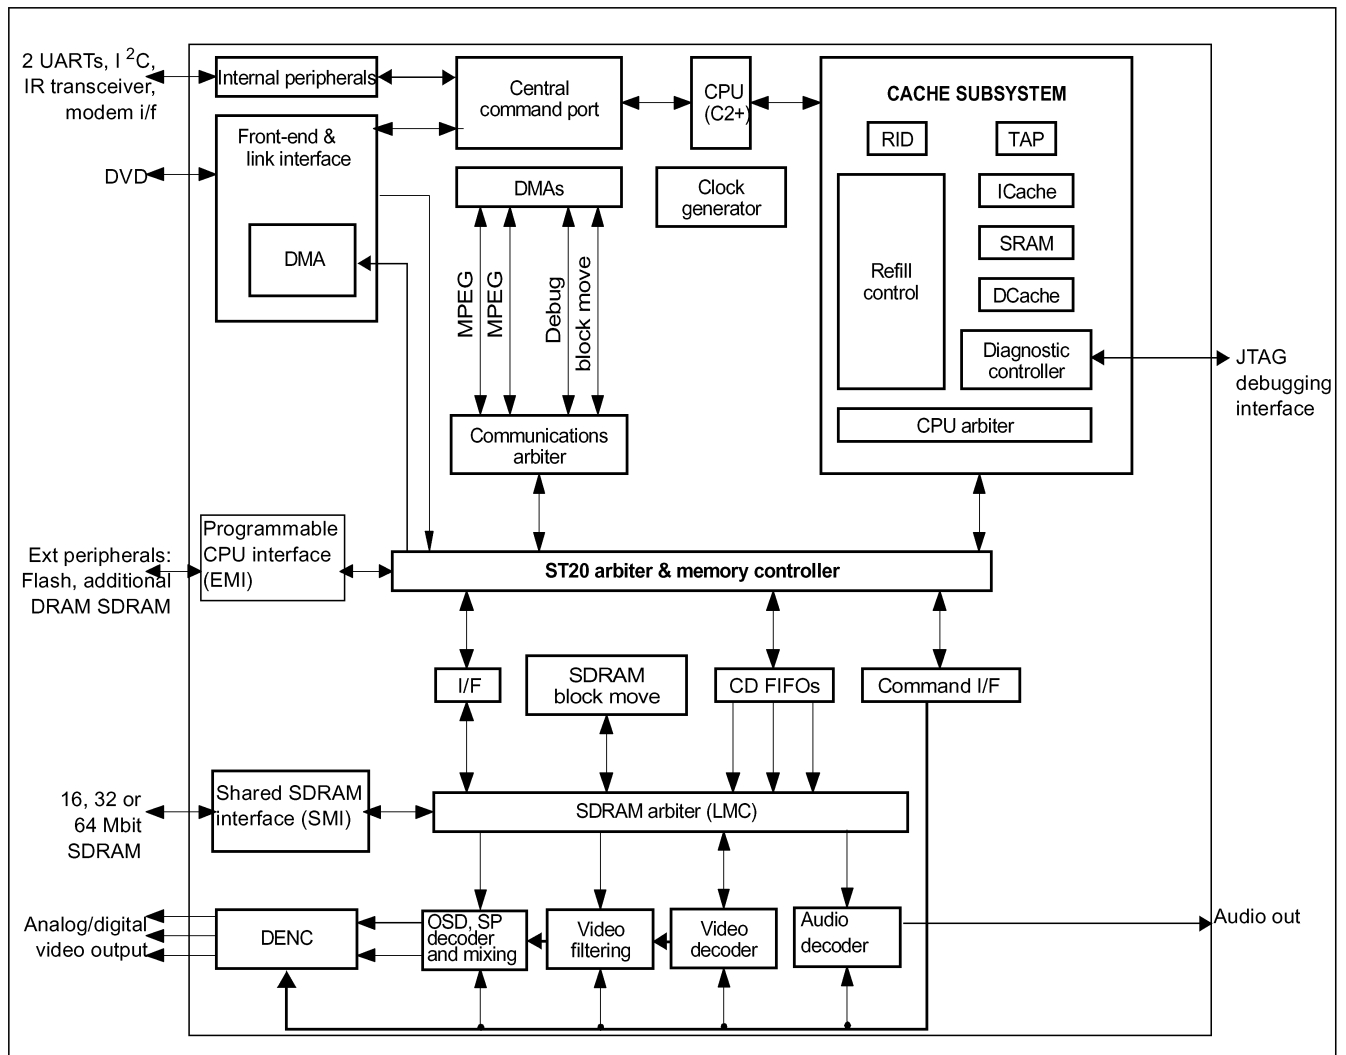 2 UARTs, I 2C,
IR transceiver,
modem i/f
Internal peripherals
Central
command port
CPU
(C2+)
CACHE SUBSYSTEM
RID
TAP
Front-end &
link interface
DVD
DMAs
Clock
generator
ICache
SRAM
DCache
Refill
control
DMA
MPEG
MPEG
Debug
block move
Diagnostic
controller
JTAG
debugging
interface
CPU arbiter
Communications
arbiter
Programmable
CPU interface
(EMI)
Ext peripherals:
Flash, additional
DRAM SDRAM
ST20 arbiter & memory controller
I/F
SDRAM
block move
CD FIFOs
Command I/F
16, 32 or
64 Mbit
SDRAM
Shared SDRAM
interface (SMI)
SDRAM arbiter (LMC)
Analog/digital
video output
DENC
OSD, SP
decoder
and mixing
Video
filtering
Video
decoder
Audio
decoder
Audio out